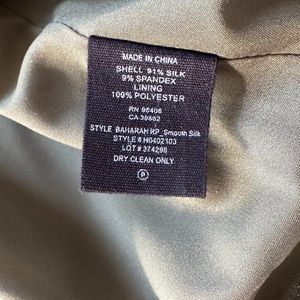 MADE IN CHINA
SHELL 91% SILK
9% SPANDEX
LINING
100% POLYESTER
RN 96406
CA 39862
STYLE BAHARAH KP_Smooth Silk
STYLE # H0402103
LOT # 374298
DRY CLEAN ONLY
P